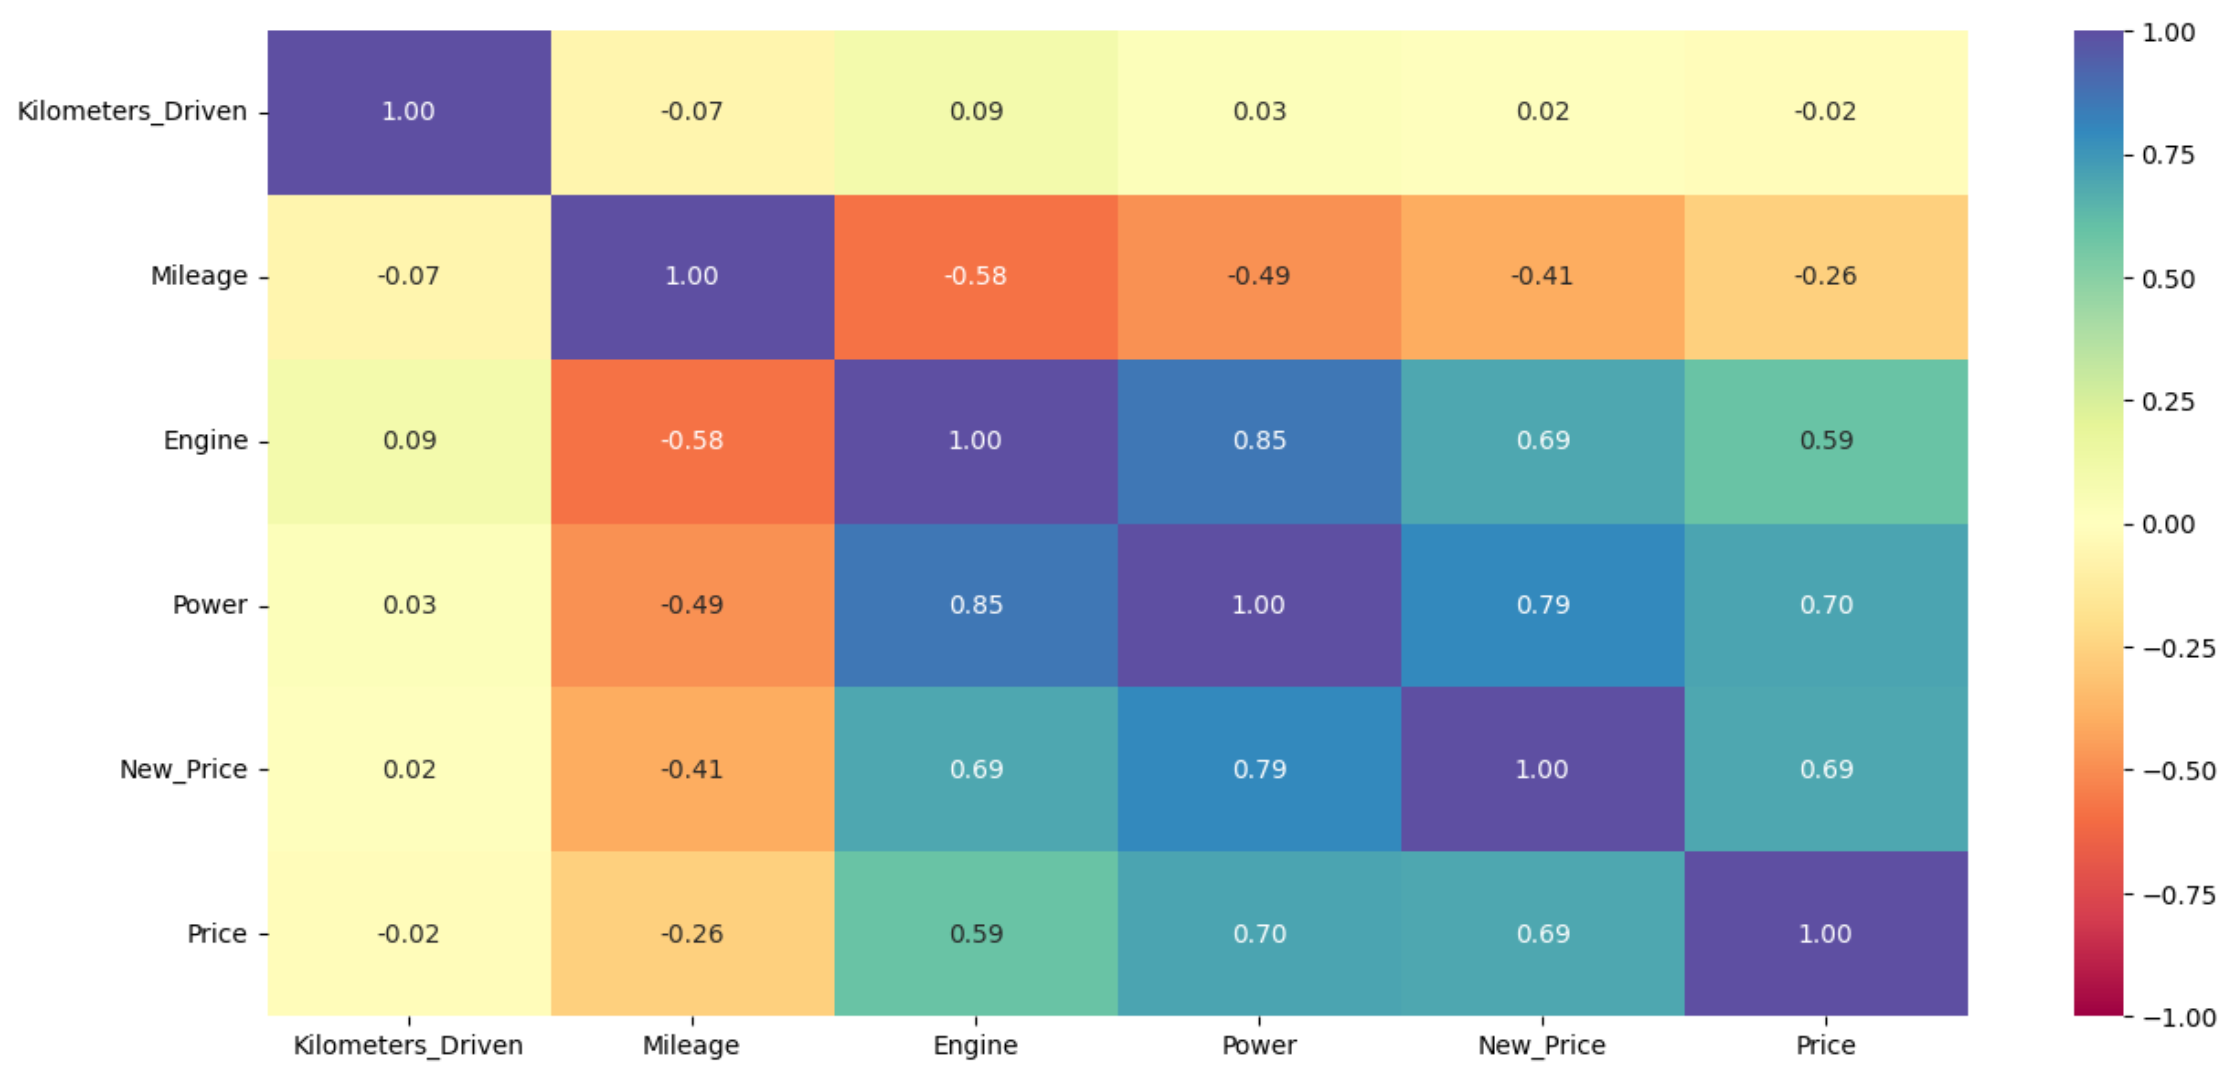 1.00
Kilometers_Driven 1.00 -0.07 0.09 0.03 0.02 -0.02
0.75
Mileage -0.07 1.00 -0.58 -0.49 -0.41 -0.26
0.50
Engine 0.09 -0.58 1.00 0.85 0.69 0.59
0.25
0.00
Power 0.03 -0.49 0.85 1.00 0.79 0.70
−0.25
New_Price 0.02 -0.41 0.69 0.79 1.00 0.69
−0.50
−0.75
Price -0.02 -0.26 0.59 0.70 0.69 1.00
−1.00
Kilometers_Driven Mileage Engine Power New_Price Price